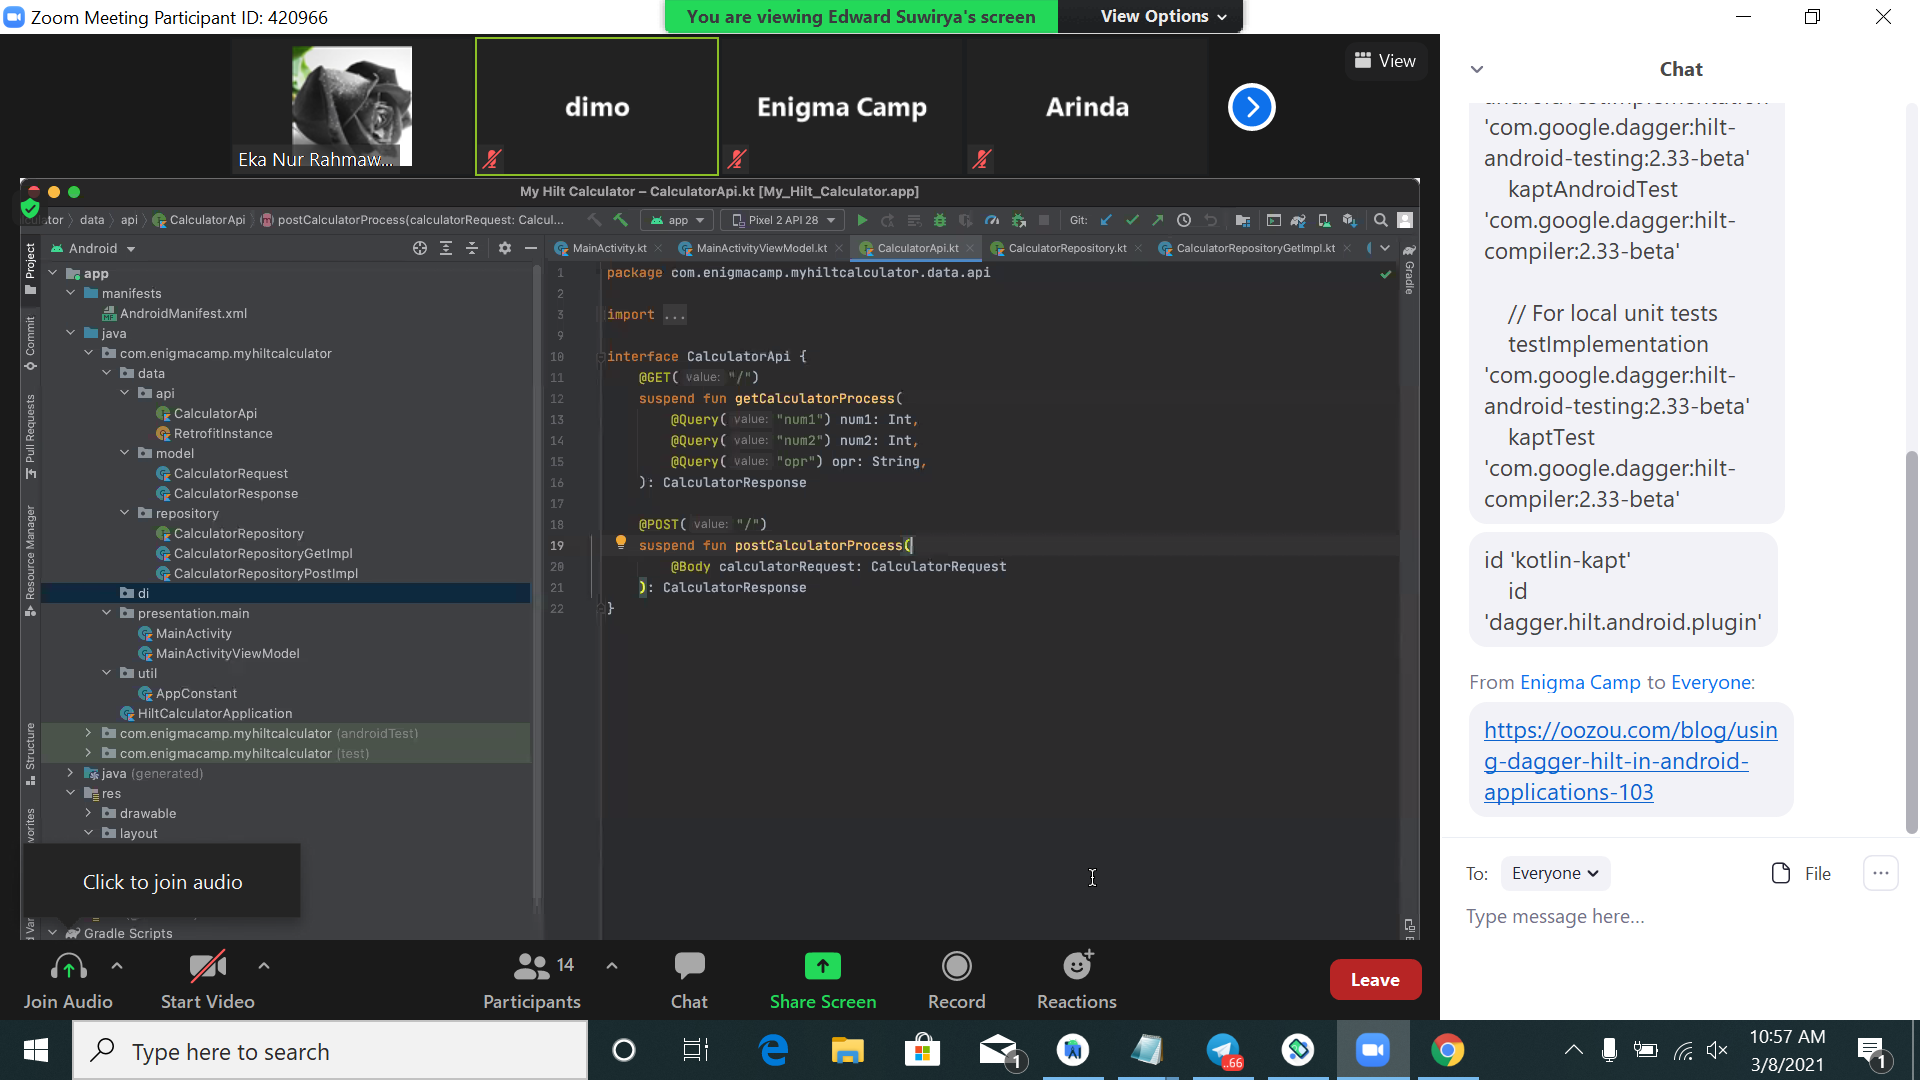 Zoom Meeting Participant ID: 420966
You are viewing Edward Suwirya's screen
View Options
Eka Nur Rahmaw...
dimo
Enigma Camp
Arinda
View
My Hilt Calculator – CalculatorApi.kt [My_Hilt_Calculator.app]
data
api
CalculatorApi
postCalculatorProcess(calculatorRequest: Calcul...
app
Pixel 2 API 28
Git:
Android
MainActivity.kt
MainActivityViewModel.kt
CalculatorApi.kt
CalculatorRepository.kt
CalculatorRepositoryGetImpl.kt
Project
Commit
Pull Requests
Resource Manager
Structure
Gradle
app
manifests
AndroidManifest.xml
java
com.enigmacamp.myhiltcalculator
data
api
CalculatorApi
RetrofitInstance
model
CalculatorRequest
CalculatorResponse
repository
CalculatorRepository
CalculatorRepositoryGetImpl
CalculatorRepositoryPostImpl
di
presentation.main
MainActivity
MainActivityViewModel
util
AppConstant
HiltCalculatorApplication
com.enigmacamp.myhiltcalculator (androidTest)
com.enigmacamp.myhiltcalculator (test)
java (generated)
res
drawable
layout
Gradle Scripts
Click to join audio
1 package com.enigmacamp.myhiltcalculator.data.api
2
3 import ...
9
10 interface CalculatorApi {
11 @GET( value: "/")
12 suspend fun getCalculatorProcess(
13 @Query( value: "num1") num1: Int,
14 @Query( value: "num2") num2: Int,
15 @Query( value: "opr") opr: String,
16 ): CalculatorResponse
17
18 @POST( value: "/")
19 suspend fun postCalculatorProcess(
20 @Body calculatorRequest: CalculatorRequest
21 ): CalculatorResponse
22 }
Chat
'com.google.dagger:hilt-
android-testing:2.33-beta'
kaptAndroidTest
'com.google.dagger:hilt-
compiler:2.33-beta'
// For local unit tests
testImplementation
'com.google.dagger:hilt-
android-testing:2.33-beta'
kaptTest
'com.google.dagger:hilt-
compiler:2.33-beta'
id 'kotlin-kapt'
id
'dagger.hilt.android.plugin'
From Enigma Camp to Everyone:
https://oozou.com/blog/usin
g-dagger-hilt-in-android-
applications-103
To: Everyone
File
Type message here...
Join Audio
Start Video
Participants
14
Chat
Share Screen
Record
Reactions
Leave
Type here to search
1
..66
10:57 AM
3/8/2021
1